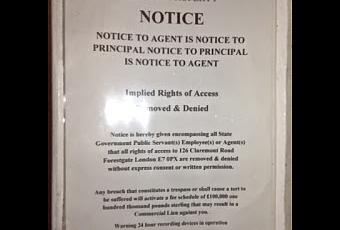 NOTICE
NOTICE TO AGENT IS NOTICE TO
PRINCIPAL NOTICE TO PRINCIPAL
IS NOTICE TO AGENT
Implied Rights of Access
Removed & Denied
Notice is hereby given encompassing all State
Government Public Servant(s) Employee(s) or Agent(s)
that all rights of access to 126 Claremont Road
Forestgate London E7 0PX are removed & denied
without express consent or written permission.
Any breach that constitutes a trespass or shall cause a tort to
be suffered will activate a fee schedule of £100,000 one
hundred thousand pounds sterling that may result in a
Commercial Lien against you.
Warning 24 hour recording devices in operation